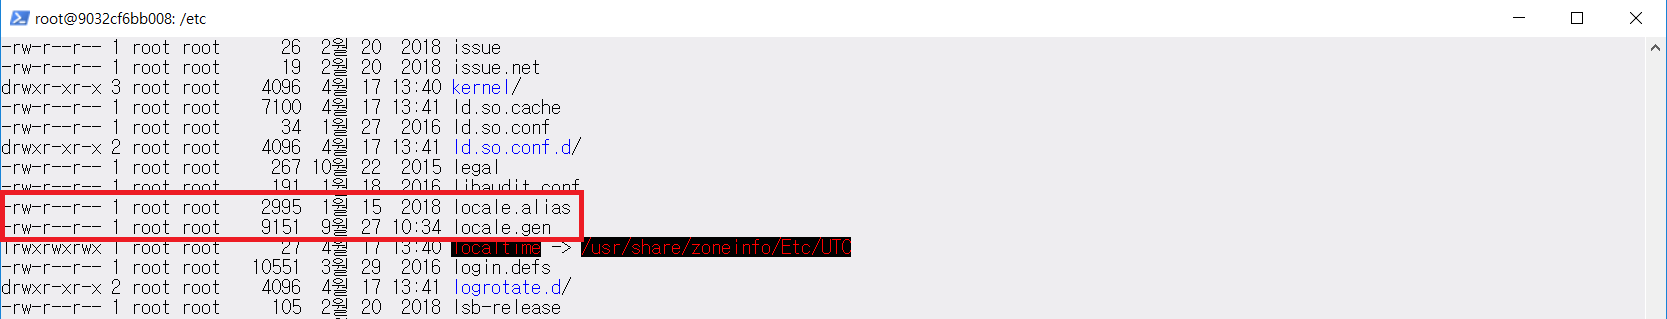 root@9032cf6bb008: /etc
-rw-r--r-- 1 root root     26  2월 20  2018 issue
-rw-r--r-- 1 root root     19  2월 20  2018 issue.net
drwxr-xr-x 3 root root   4096  4월 17 13:40 kernel/
-rw-r--r-- 1 root root   7100  4월 17 13:41 ld.so.cache
-rw-r--r-- 1 root root     34  1월 27  2016 ld.so.conf
drwxr-xr-x 2 root root   4096  4월 17 13:41 ld.so.conf.d/
-rw-r--r-- 1 root root    267 10월 22  2015 legal
-rw-r--r-- 1 root root    191  1월 18  2016 libaudit.conf
-rw-r--r-- 1 root root   2995  1월 15  2018 locale.alias
-rw-r--r-- 1 root root   9151  9월 27 10:34 locale.gen
lrwxrwxrwx 1 root root     27  4월 17 13:40 localtime -> /usr/share/zoneinfo/Etc/UTC
-rw-r--r-- 1 root root  10551  3월 29  2016 login.defs
drwxr-xr-x 2 root root   4096  4월 17 13:41 logrotate.d/
-rw-r--r-- 1 root root    105  2월 20  2018 lsb-release